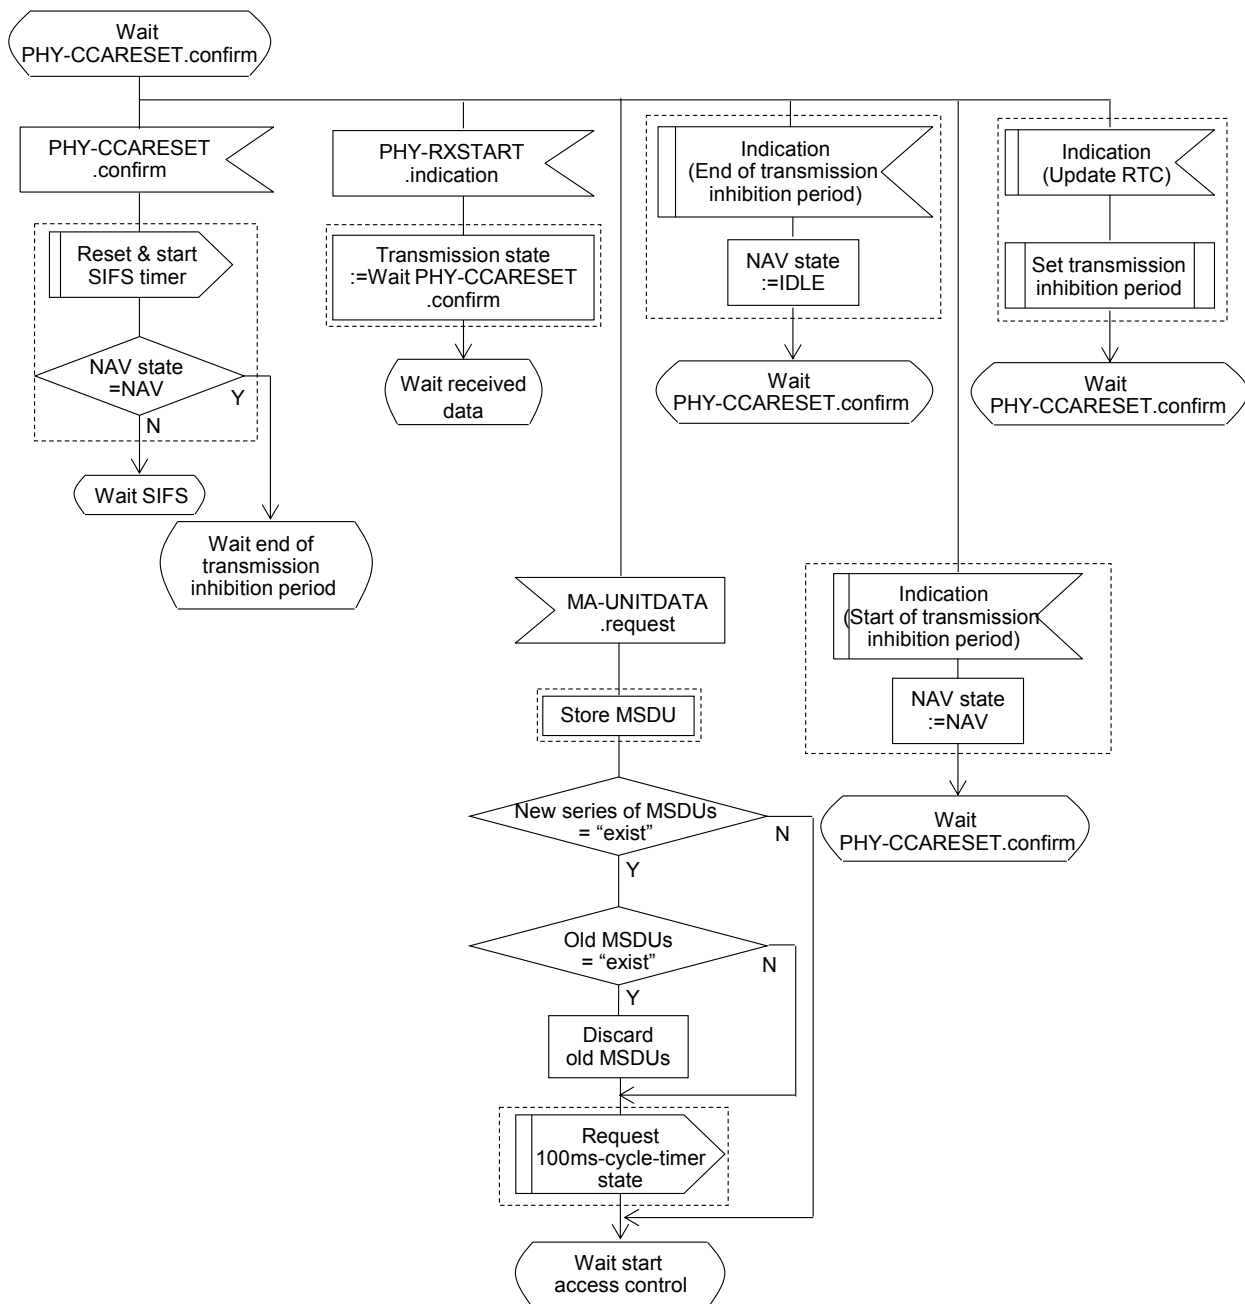 Wait
PHY-CCARESET.confirm
PHY-CCARESET
.confirm
Reset & start
SIFS timer
NAV state
=NAV
Y
N
Wait SIFS
Wait end of
transmission
inhibition period
PHY-RXSTART
.indication
Transmission state
:=Wait PHY-CCARESET
.confirm
Wait received
data
MA-UNITDATA
.request
Store MSDU
New series of MSDUs
= “exist”
N
Y
Old MSDUs
= “exist”
N
Y
Discard
old MSDUs
Request
100ms-cycle-timer
state
Wait start
access control
Indication
(End of transmission
inhibition period)
NAV state
:=IDLE
Wait
PHY-CCARESET.confirm
Indication
(Start of transmission
inhibition period)
NAV state
:=NAV
Wait
PHY-CCARESET.confirm
Indication
(Update RTC)
Set transmission
inhibition period
Wait
PHY-CCARESET.confirm